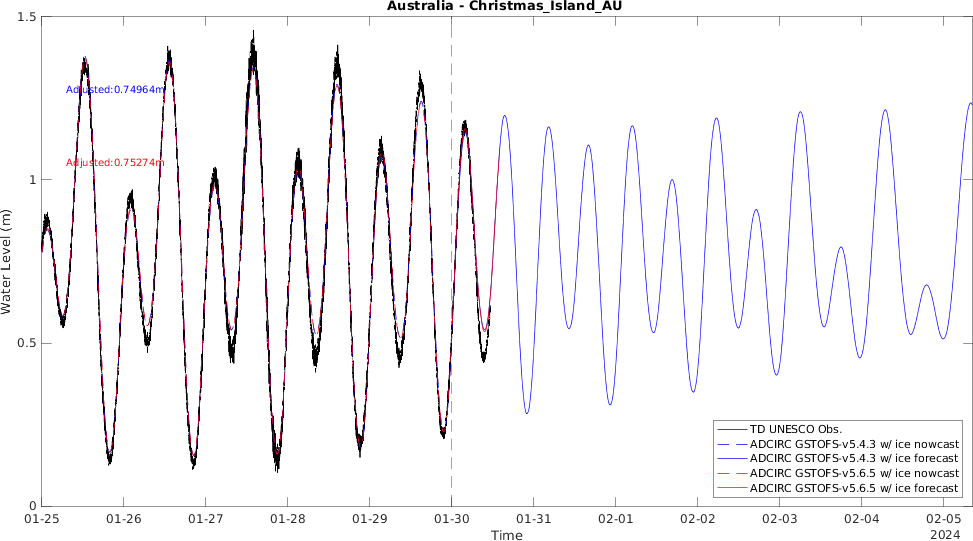 Australia - Christmas_Island_AU
1.5
Adjusted:0.74964m
1
Adjusted:0.75274m
Water Level (m)
0.5
TD UNESCO Obs.
ADCIRC GSTOFS-v5.4.3 w/ ice nowcast
ADCIRC GSTOFS-v5.4.3 w/ ice forecast
ADCIRC GSTOFS-v5.6.5 w/ ice nowcast
ADCIRC GSTOFS-v5.6.5 w/ ice forecast
0
01-25 01-26 01-27 01-28 01-29 01-30 01-31 02-01 02-02 02-03 02-04 02-05
Time 2024